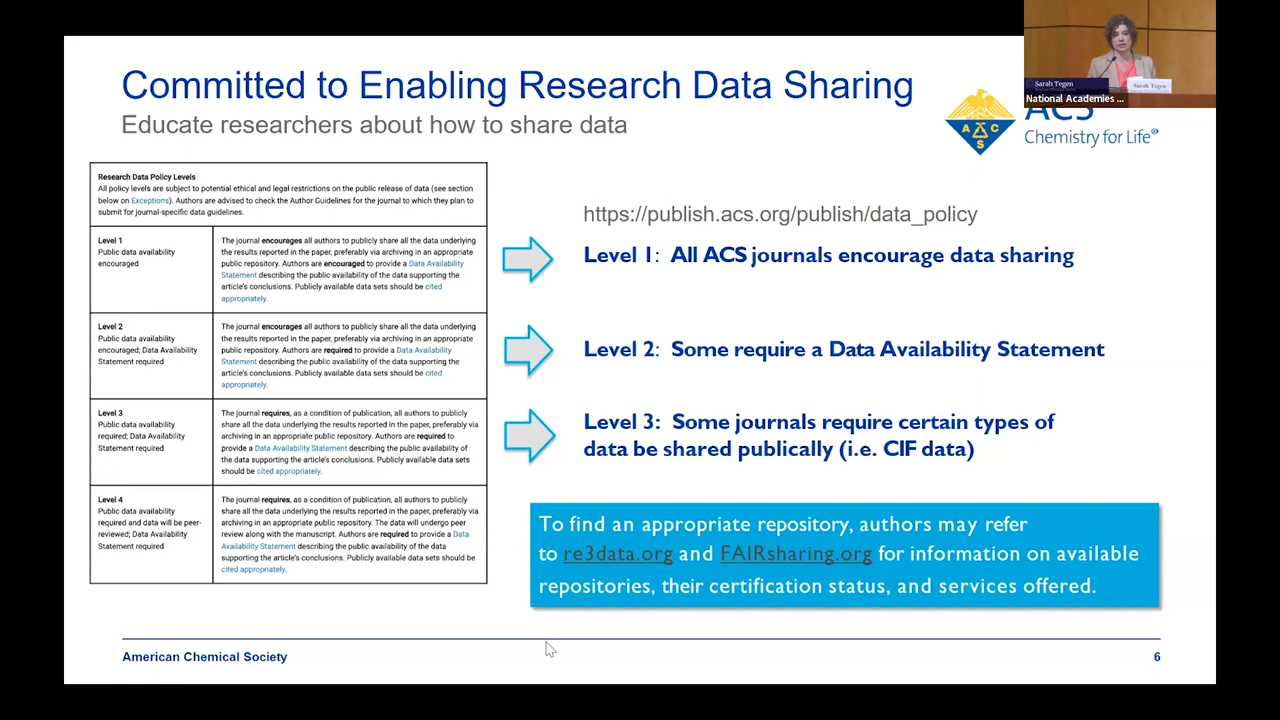 Committed to Enabling Research Data Sharing
Educate researchers about how to share data
Sarah Tegen
Sarah Tegen
National Academies ...
A C S
ACS
Chemistry for Life®
Research Data Policy Levels
All policy levels are subject to potential ethical and legal restrictions on the public release of data (see section
below on Exceptions). Authors are advised to check the Author Guidelines for the journal to which they plan to
submit for journal-specific data guidelines.
Level 1
Public data availability
encouraged
The journal encourages all authors to publicly share all the data underlying
the results reported in the paper, preferably via archiving in an appropriate
public repository. Authors are encouraged to provide a Data Availability
Statement describing the public availability of the data supporting the
article's conclusions. Publicly available data sets should be cited
appropriately.
Level 2
Public data availability
encouraged; Data Availability
Statement required
The journal encourages all authors to publicly share all the data underlying
the results reported in the paper, preferably via archiving in an appropriate
public repository. Authors are required to provide a Data Availability
Statement describing the public availability of the data supporting the
article's conclusions. Publicly available data sets should be cited
appropriately.
Level 3
Public data availability
required; Data Availability
Statement required
The journal requires, as a condition of publication, all authors to publicly
share all the data underlying the results reported in the paper, preferably via
archiving in an appropriate public repository. Authors are required to
provide a Data Availability Statement describing the public availability of
the data supporting the article's conclusions. Publicly available data sets
should be cited appropriately.
Level 4
Public data availability
required and data will be peer-
reviewed; Data Availability
Statement required
The journal requires, as a condition of publication, all authors to publicly
share all the data underlying the results reported in the paper, preferably via
archiving in an appropriate public repository. The data will undergo peer
review along with the manuscript. Authors are required to provide a Data
Availability Statement describing the public availability of the data
supporting the article's conclusions. Publicly available data sets should be
cited appropriately.
https://publish.acs.org/publish/data_policy
Level 1: All ACS journals encourage data sharing
Level 2: Some require a Data Availability Statement
Level 3: Some journals require certain types of
data be shared publically (i.e. CIF data)
To find an appropriate repository, authors may refer
to re3data.org and FAIRsharing.org for information on available
repositories, their certification status, and services offered.
American Chemical Society
6